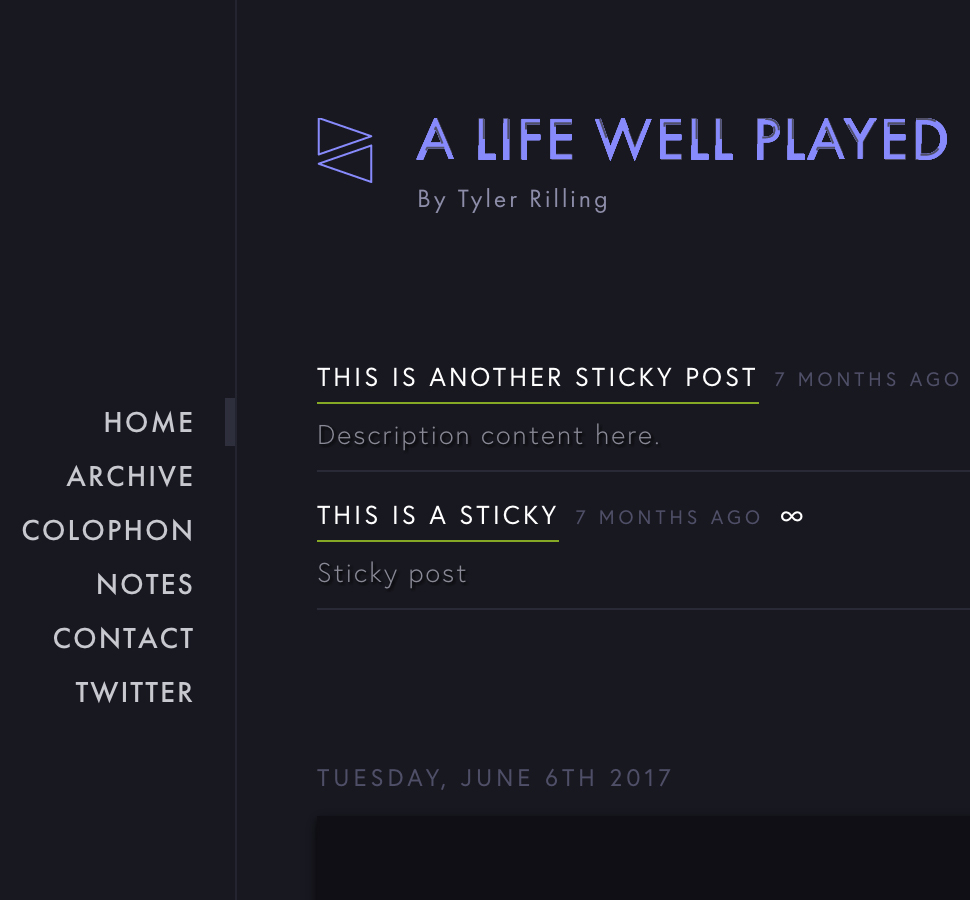 A LIFE WELL PLAYED
By Tyler Rilling
HOME
ARCHIVE
COLOPHON
NOTES
CONTACT
TWITTER
THIS IS ANOTHER STICKY POST 7 MONTHS AGO
Description content here.
THIS IS A STICKY 7 MONTHS AGO ∞
Sticky post
TUESDAY, JUNE 6TH 2017